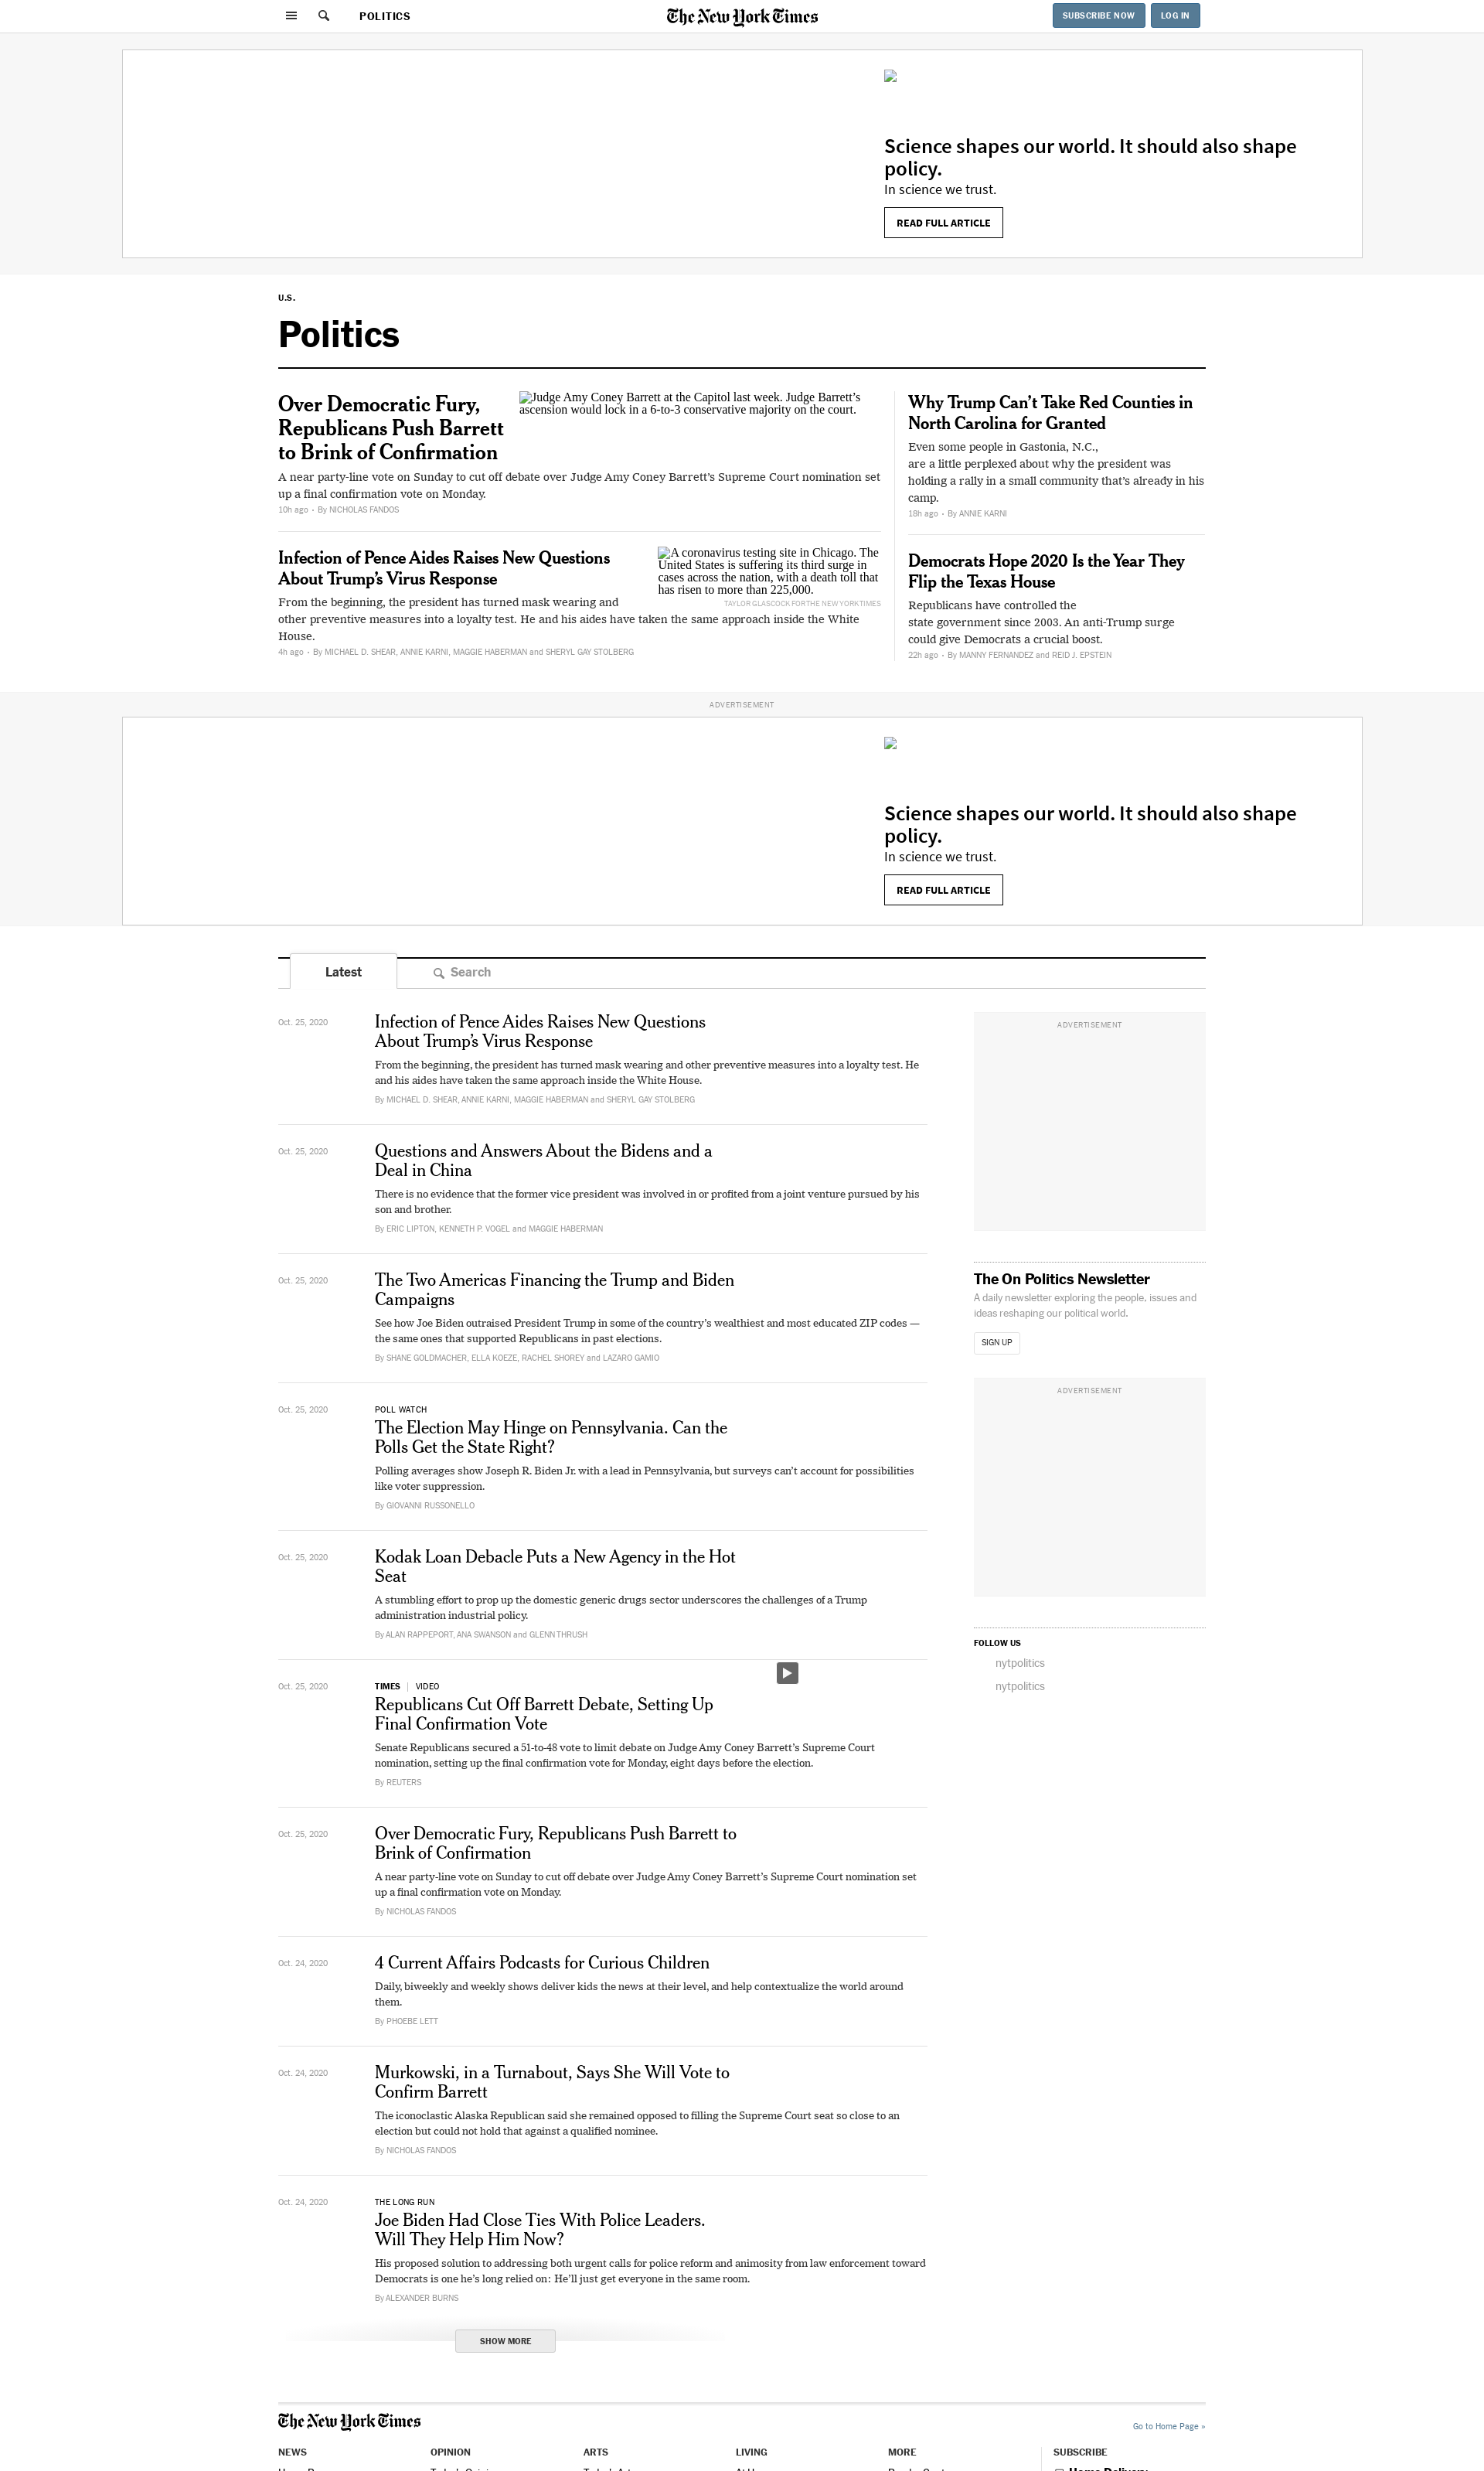 POLITICS
The New York Times
SUBSCRIBE NOW
LOG IN
Science shapes our world. It should also shape
policy.
In science we trust.
READ FULL ARTICLE
U.S.
Politics
Over Democratic Fury,
Republicans Push Barrett
to Brink of Confirmation
Judge Amy Coney Barrett at the Capitol last week. Judge Barrett’s
ascension would lock in a 6-to-3 conservative majority on the court.
A near party-line vote on Sunday to cut off debate over Judge Amy Coney Barrett’s Supreme Court nomination set
up a final confirmation vote on Monday.
10h ago • By NICHOLAS FANDOS
Infection of Pence Aides Raises New Questions
About Trump’s Virus Response
A coronavirus testing site in Chicago. The
United States is suffering its third surge in
cases across the nation, with a death toll that
has risen to more than 225,000.
TAYLOR GLASCOCK FOR THE NEW YORK TIMES
From the beginning, the president has turned mask wearing and
other preventive measures into a loyalty test. He and his aides have taken the same approach inside the White
House.
4h ago • By MICHAEL D. SHEAR, ANNIE KARNI, MAGGIE HABERMAN and SHERYL GAY STOLBERG
Why Trump Can’t Take Red Counties in
North Carolina for Granted
Even some people in Gastonia, N.C.,
are a little perplexed about why the president was
holding a rally in a small community that’s already in his
camp.
18h ago • By ANNIE KARNI
Democrats Hope 2020 Is the Year They
Flip the Texas House
Republicans have controlled the
state government since 2003. An anti-Trump surge
could give Democrats a crucial boost.
22h ago • By MANNY FERNANDEZ and REID J. EPSTEIN
ADVERTISEMENT
Science shapes our world. It should also shape
policy.
In science we trust.
READ FULL ARTICLE
Latest
Search
Oct. 25, 2020
Infection of Pence Aides Raises New Questions
About Trump’s Virus Response
From the beginning, the president has turned mask wearing and other preventive measures into a loyalty test. He
and his aides have taken the same approach inside the White House.
By MICHAEL D. SHEAR, ANNIE KARNI, MAGGIE HABERMAN and SHERYL GAY STOLBERG
Oct. 25, 2020
Questions and Answers About the Bidens and a
Deal in China
There is no evidence that the former vice president was involved in or profited from a joint venture pursued by his
son and brother.
By ERIC LIPTON, KENNETH P. VOGEL and MAGGIE HABERMAN
Oct. 25, 2020
The Two Americas Financing the Trump and Biden
Campaigns
See how Joe Biden outraised President Trump in some of the country’s wealthiest and most educated ZIP codes —
the same ones that supported Republicans in past elections.
By SHANE GOLDMACHER, ELLA KOEZE, RACHEL SHOREY and LAZARO GAMIO
Oct. 25, 2020
POLL WATCH
The Election May Hinge on Pennsylvania. Can the
Polls Get the State Right?
Polling averages show Joseph R. Biden Jr. with a lead in Pennsylvania, but surveys can’t account for possibilities
like voter suppression.
By GIOVANNI RUSSONELLO
Oct. 25, 2020
Kodak Loan Debacle Puts a New Agency in the Hot
Seat
A stumbling effort to prop up the domestic generic drugs sector underscores the challenges of a Trump
administration industrial policy.
By ALAN RAPPEPORT, ANA SWANSON and GLENN THRUSH
Oct. 25, 2020
TIMES | VIDEO
Republicans Cut Off Barrett Debate, Setting Up
Final Confirmation Vote
Senate Republicans secured a 51-to-48 vote to limit debate on Judge Amy Coney Barrett’s Supreme Court
nomination, setting up the final confirmation vote for Monday, eight days before the election.
By REUTERS
Oct. 25, 2020
Over Democratic Fury, Republicans Push Barrett to
Brink of Confirmation
A near party-line vote on Sunday to cut off debate over Judge Amy Coney Barrett’s Supreme Court nomination set
up a final confirmation vote on Monday.
By NICHOLAS FANDOS
Oct. 24, 2020
4 Current Affairs Podcasts for Curious Children
Daily, biweekly and weekly shows deliver kids the news at their level, and help contextualize the world around
them.
By PHOEBE LETT
Oct. 24, 2020
Murkowski, in a Turnabout, Says She Will Vote to
Confirm Barrett
The iconoclastic Alaska Republican said she remained opposed to filling the Supreme Court seat so close to an
election but could not hold that against a qualified nominee.
By NICHOLAS FANDOS
Oct. 24, 2020
THE LONG RUN
Joe Biden Had Close Ties With Police Leaders.
Will They Help Him Now?
His proposed solution to addressing both urgent calls for police reform and animosity from law enforcement toward
Democrats is one he’s long relied on: He’ll just get everyone in the same room.
By ALEXANDER BURNS
SHOW MORE
ADVERTISEMENT
The On Politics Newsletter
A daily newsletter exploring the people, issues and
ideas reshaping our political world.
SIGN UP
ADVERTISEMENT
FOLLOW US
nytpolitics
nytpolitics
The New York Times
Go to Home Page »
NEWS
OPINION
ARTS
LIVING
MORE
SUBSCRIBE